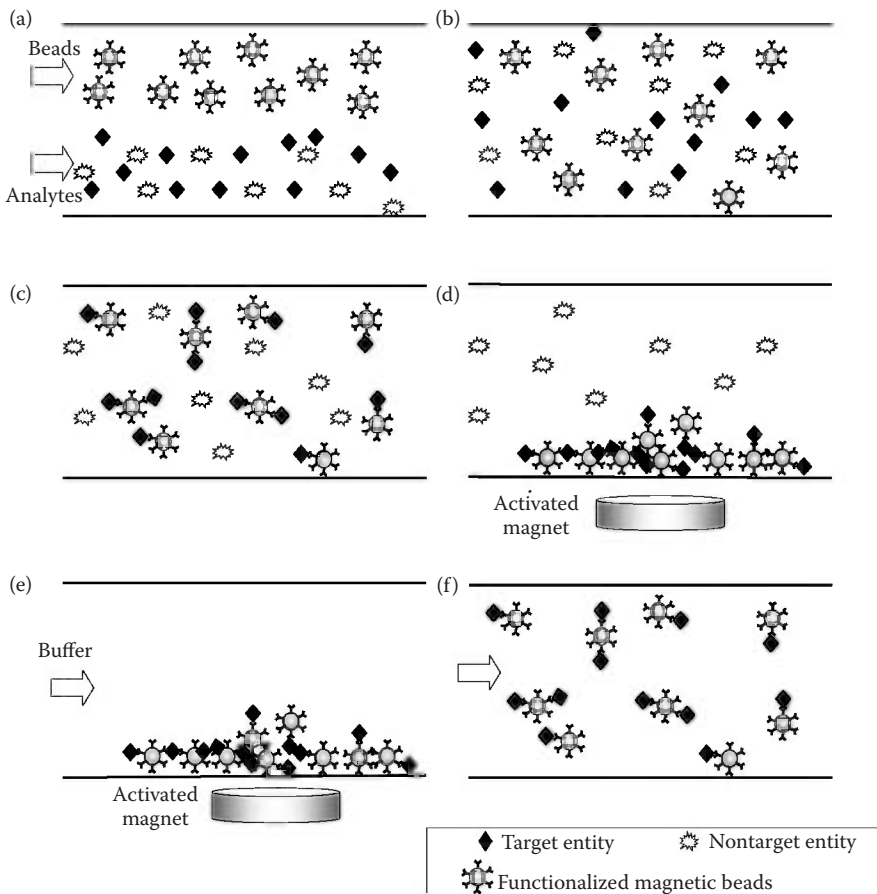 (a)
Beads
Analytes
(b)
(c)
(d)
Activated
magnet
(e)
Buffer
Activated
magnet
(f)
Target entity
Nontarget entity
Functionalized magnetic beads